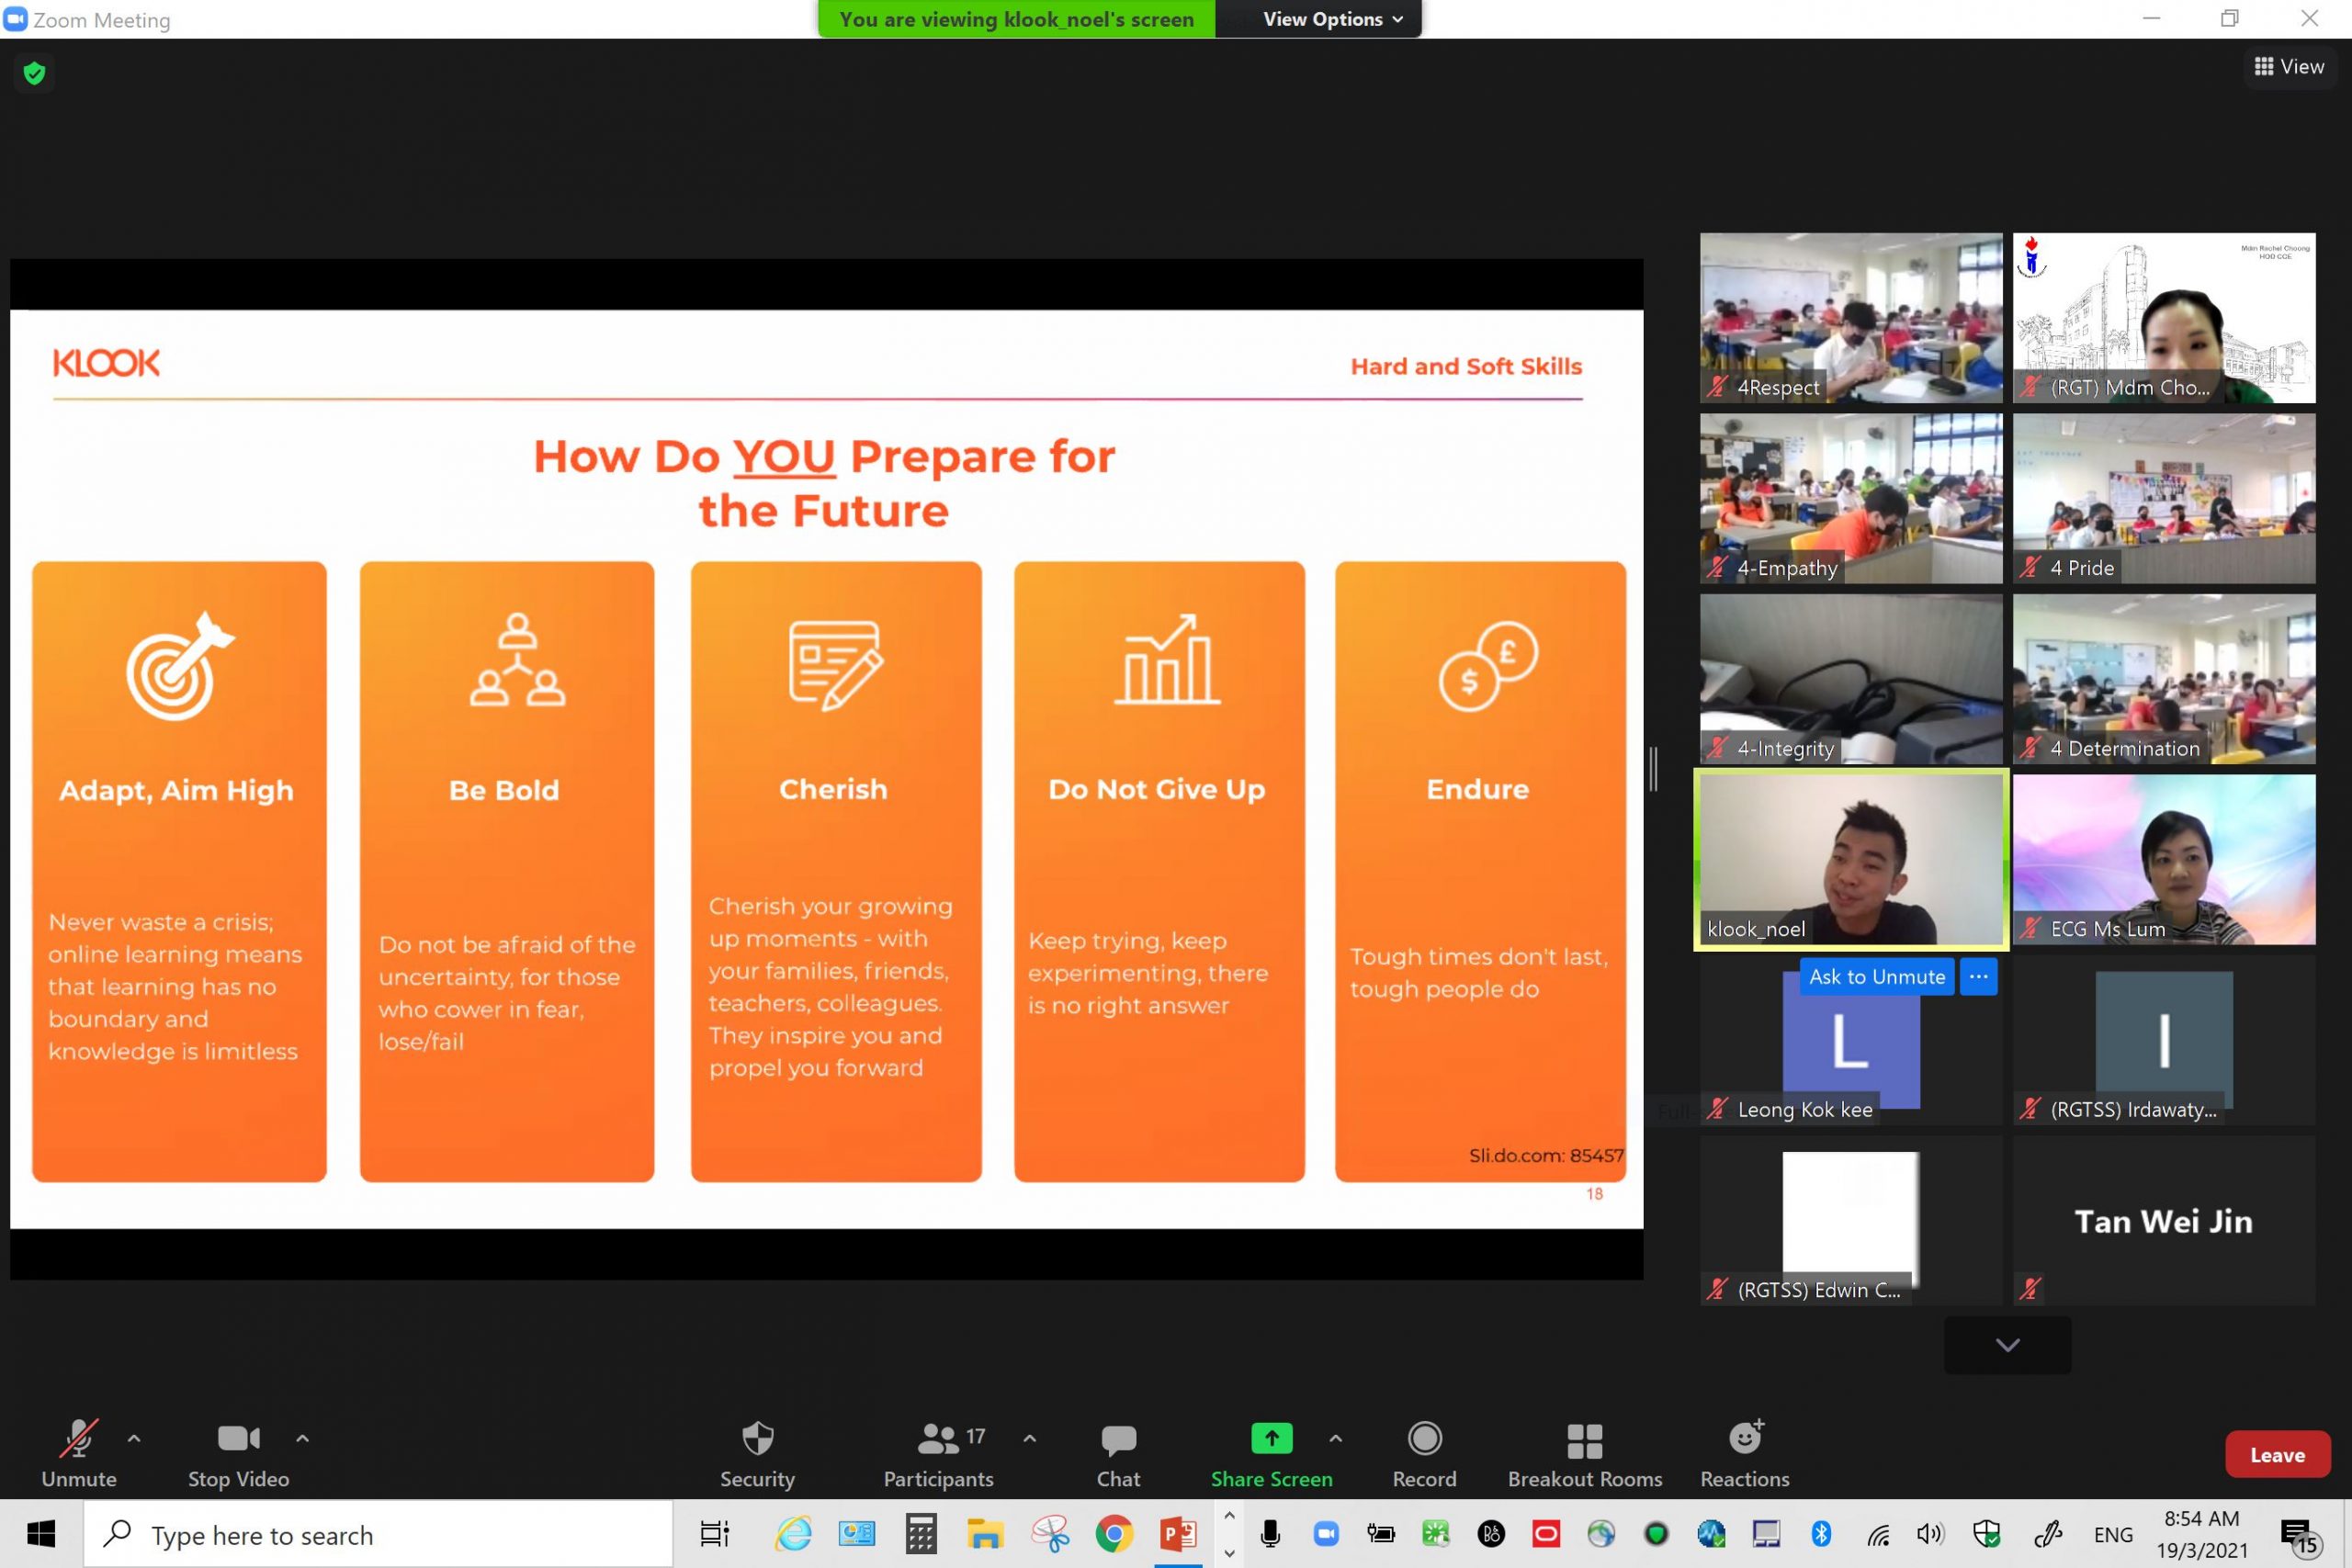 Zoom Meeting
You are viewing klook_noel's screen
View Options
View
KLOOK
Hard and Soft Skills
How Do YOU Prepare for
the Future
Adapt, Aim High
Never waste a crisis;
online learning means
that learning has no
boundary and
knowledge is limitless
Be Bold
Do not be afraid of the
uncertainty, for those
who cower in fear,
lose/fail
Cherish
Cherish your growing
up moments - with
your families, friends,
teachers, colleagues.
They inspire you and
propel you forward
Do Not Give Up
Keep trying, keep
experimenting, there
is no right answer
Endure
Tough times don't last,
tough people do
Sli.do.com: 85457
18
4Respect
Mdm Rachel Choong
HOD CCE
(RGT) Mdm Cho...
4-Empathy
4 Pride
4-Integrity
4 Determination
klook_noel
ECG Ms Lum
Ask to Unmute
...
L
Leong Kok kee
I
(RGTSS) Irdawaty...
(RGTSS) Edwin C...
Tan Wei Jin
Unmute
Stop Video
Security
17
Participants
Chat
Share Screen
Record
Breakout Rooms
Reactions
Leave
Type here to search
ENG
8:54 AM
19/3/2021
15